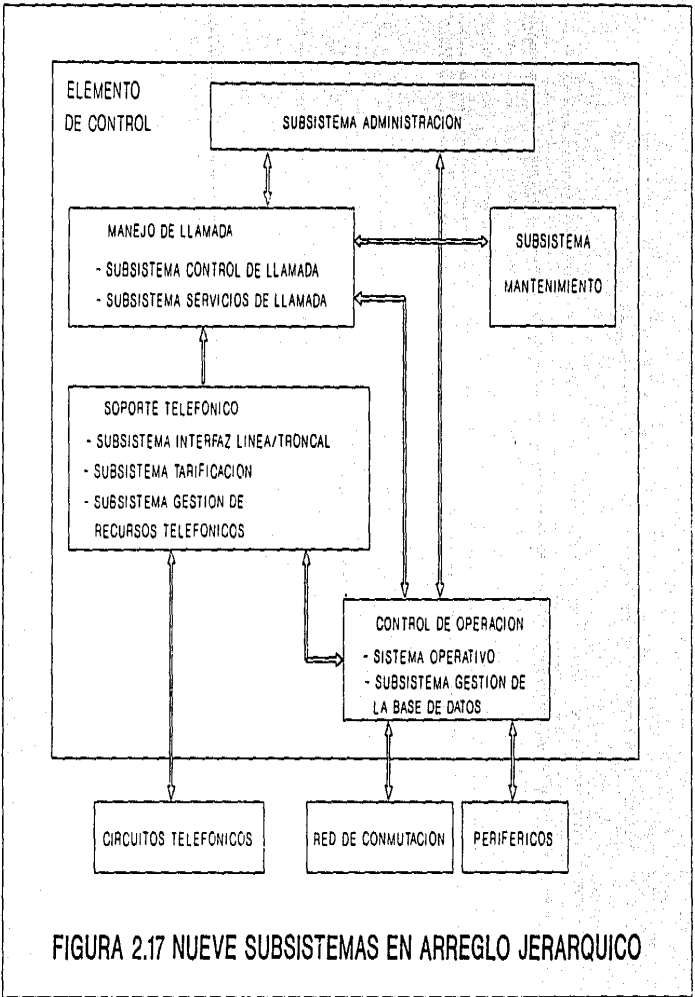 ELEMENTO
DE CONTROL
SUBSISTEMA ADMINISTRACION
MANEJO DE LLAMADA
- SUBSISTEMA CONTROL DE LLAMADA
- SUBSISTEMA SERVICIOS DE LLAMADA
SUBSISTEMA
MANTENIMIENTO
SOPORTE TELEFONICO
- SUBSISTEMA INTERFAZ LINEA/TRONCAL
- SUBSISTEMA TARIFICACION
- SUBSISTEMA GESTION DE
RECURSOS TELEFONICOS
CONTROL DE OPERACION
- SISTEMA OPERATIVO
- SUBSISTEMA GESTION DE
LA BASE DE DATOS
CIRCUITOS TELEFONICOS
RED DE CONMUTACION
PERIFERICOS
FIGURA 2.17 NUEVE SUBSISTEMAS EN ARREGLO JERARQUICO